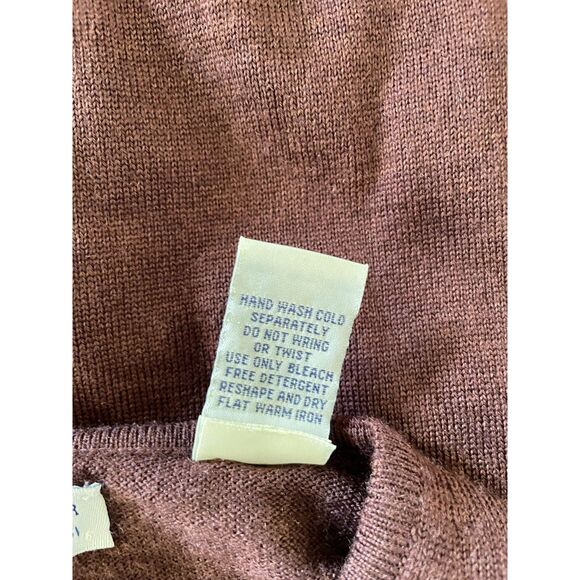 HAND WASH COLD
SEPARATELY
DO NOT WRING
OR TWIST
USE ONLY BLEACH
FREE DETERGENT
RESHAPE AND DRY
FLAT WARM IRON